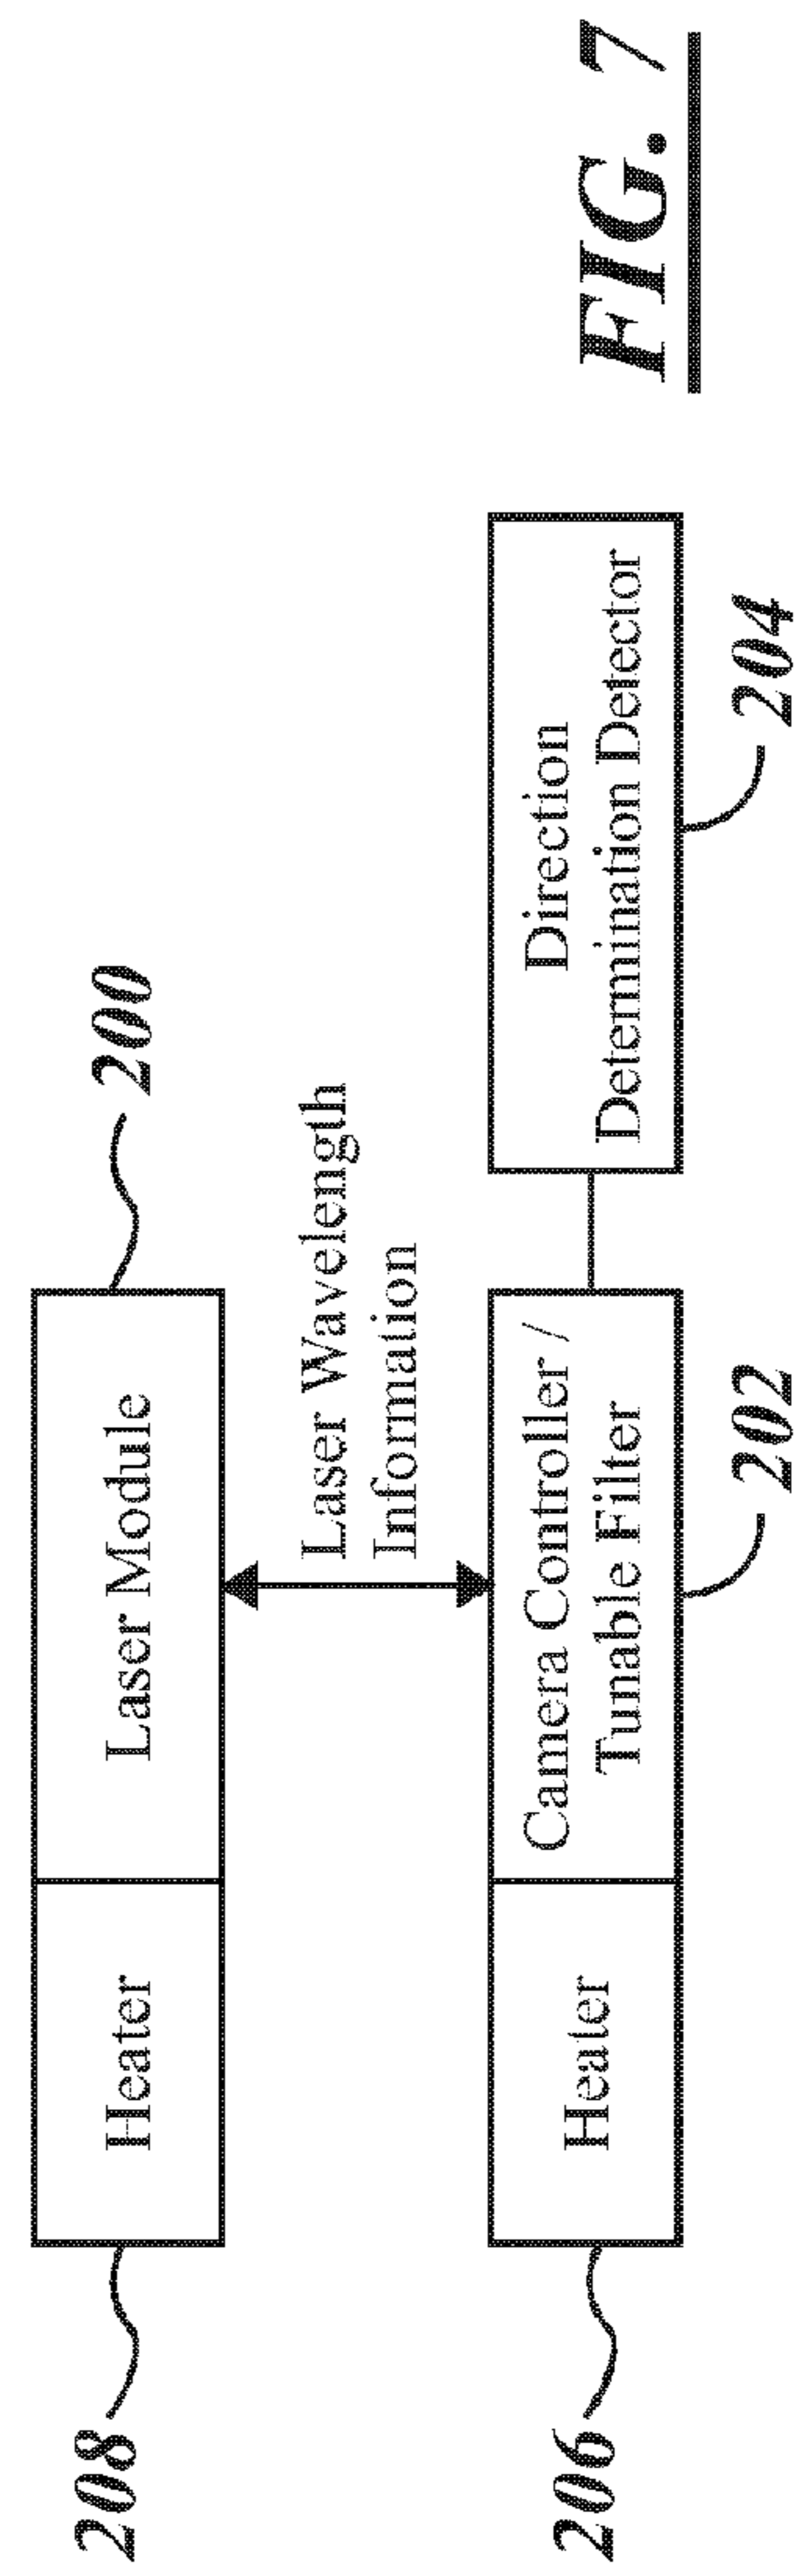 200
208
Heater
Laser Module
Laser Wavelength
Information
206
Heater
Camera Controller /
Tunable Filter
202
Direction
Determination Detector
204
FIG. 7